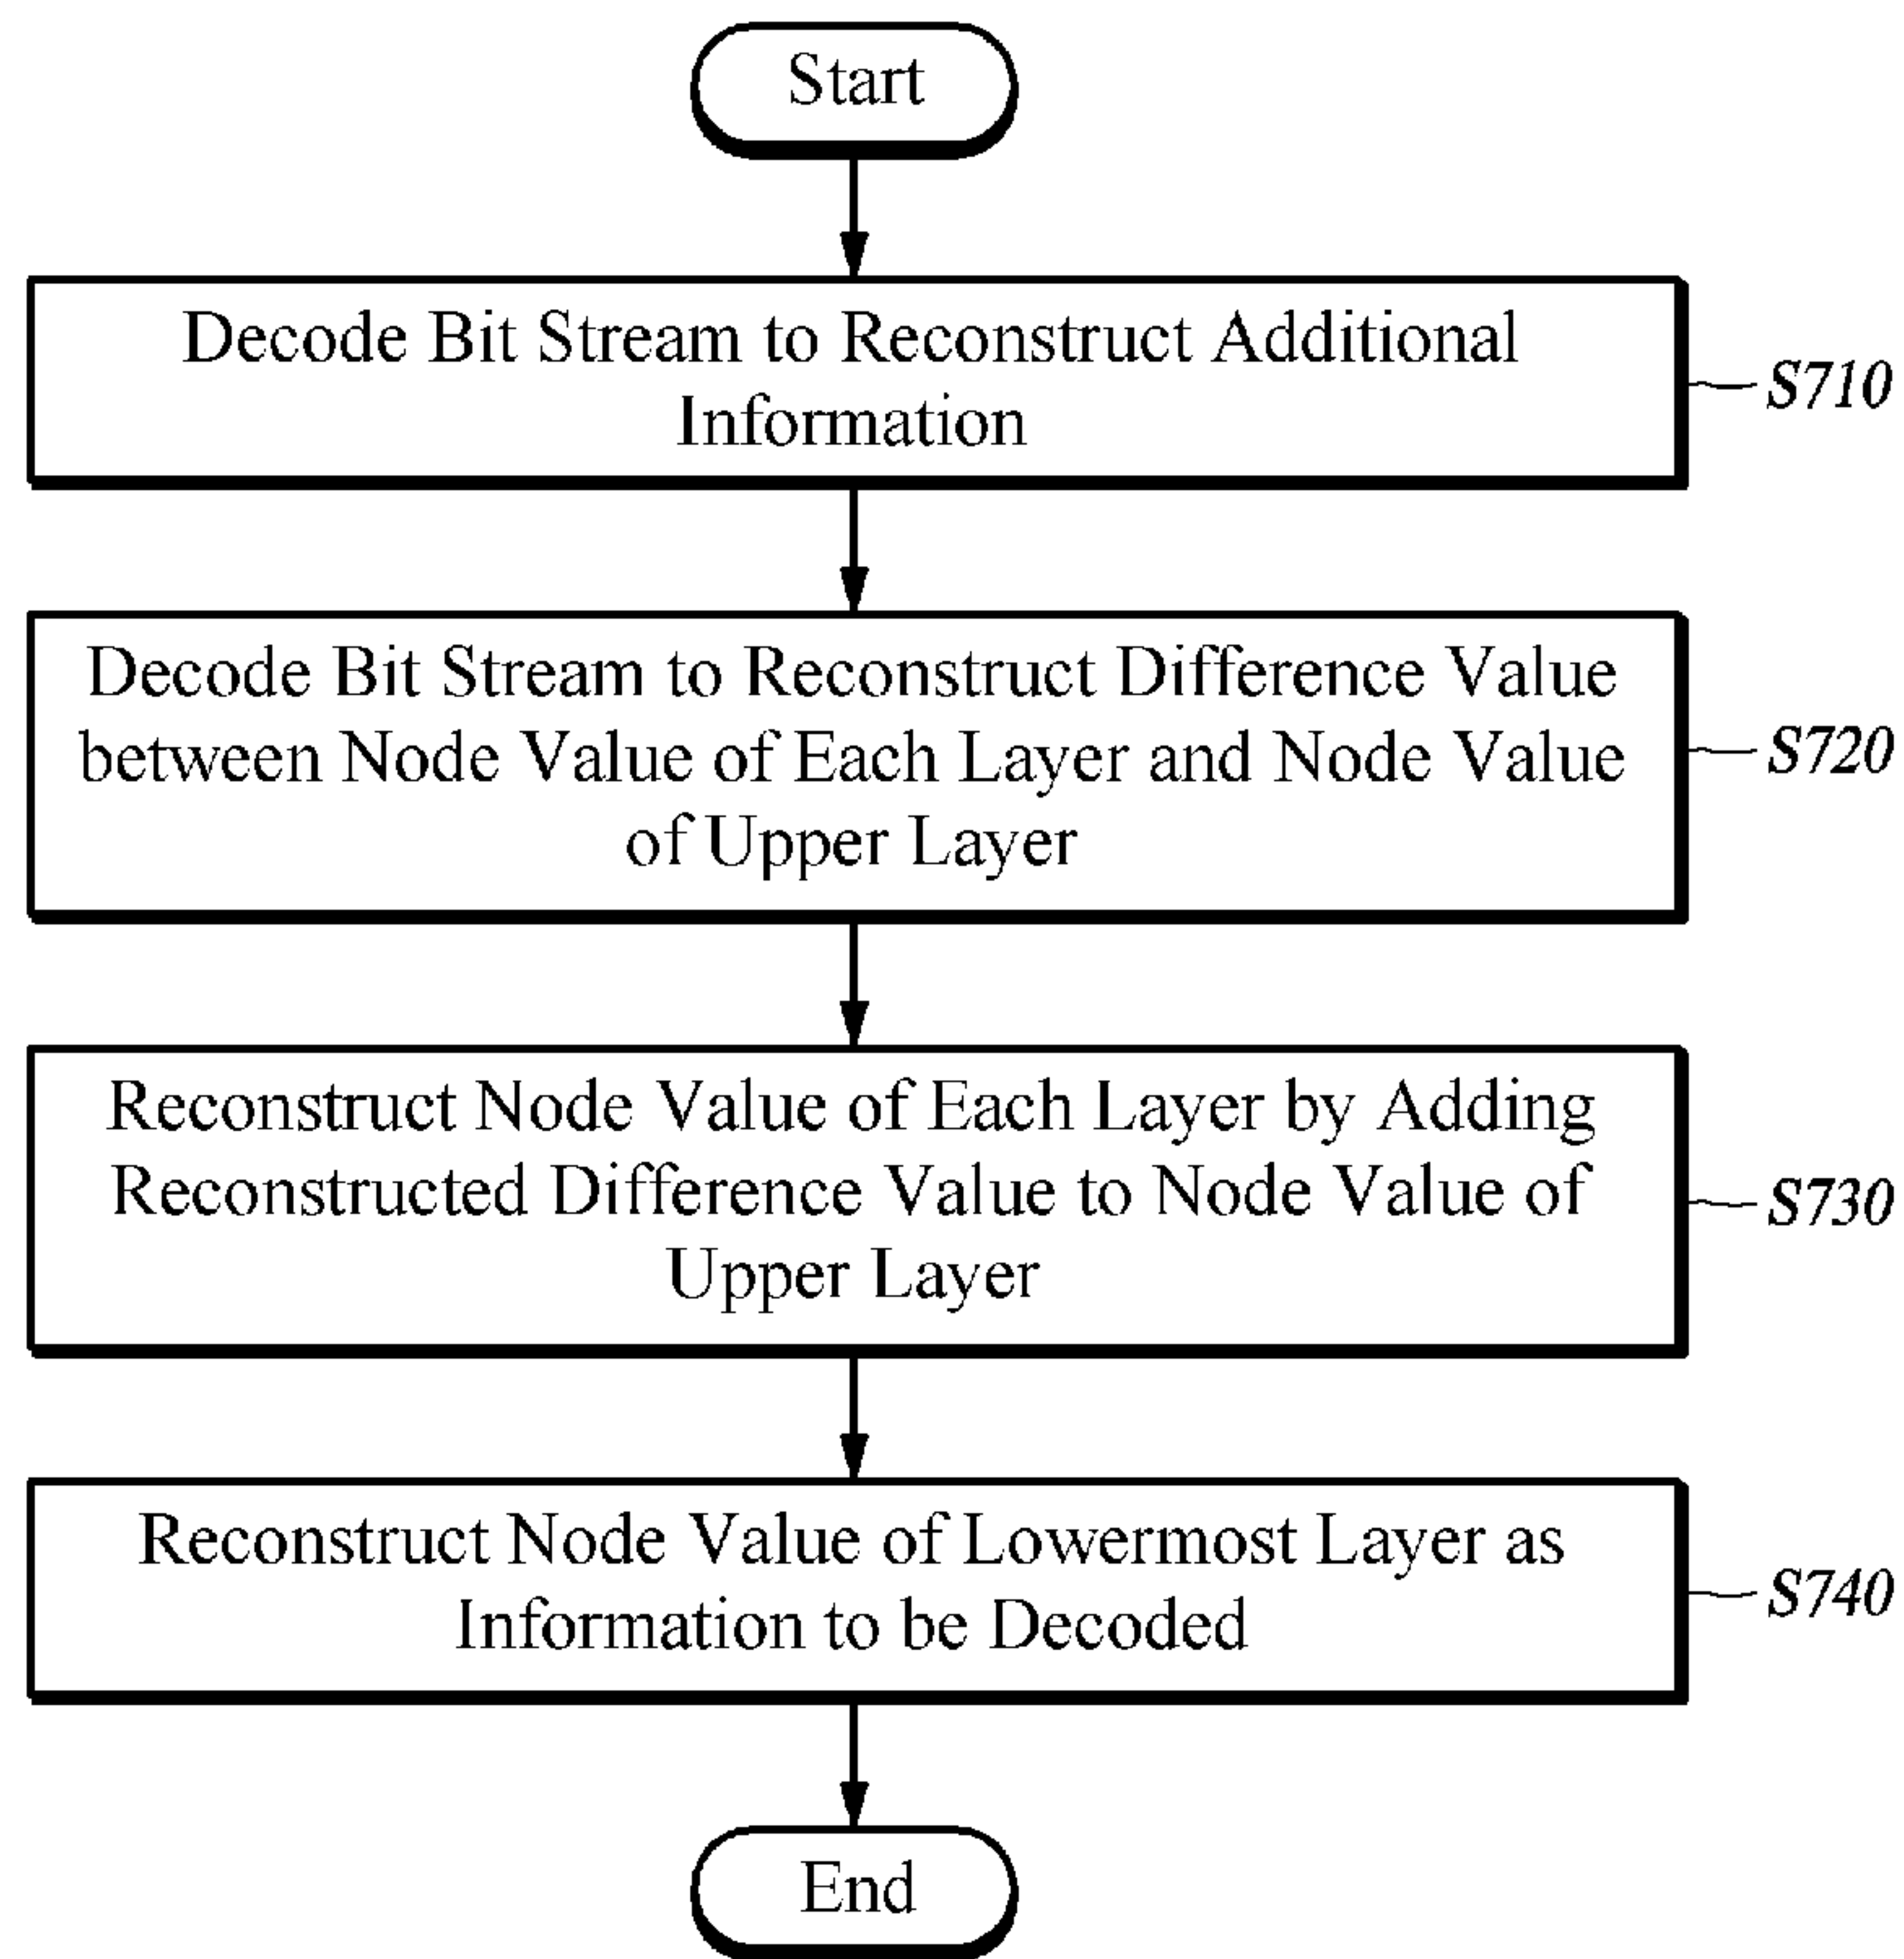 Start
Decode Bit Stream to Reconstruct Additional
Information
S710
Decode Bit Stream to Reconstruct Difference Value
between Node Value of Each Layer and Node Value
of Upper Layer
S720
Reconstruct Node Value of Each Layer by Adding
Reconstructed Difference Value to Node Value of
Upper Layer
S730
Reconstruct Node Value of Lowermost Layer as
Information to be Decoded
S740
End